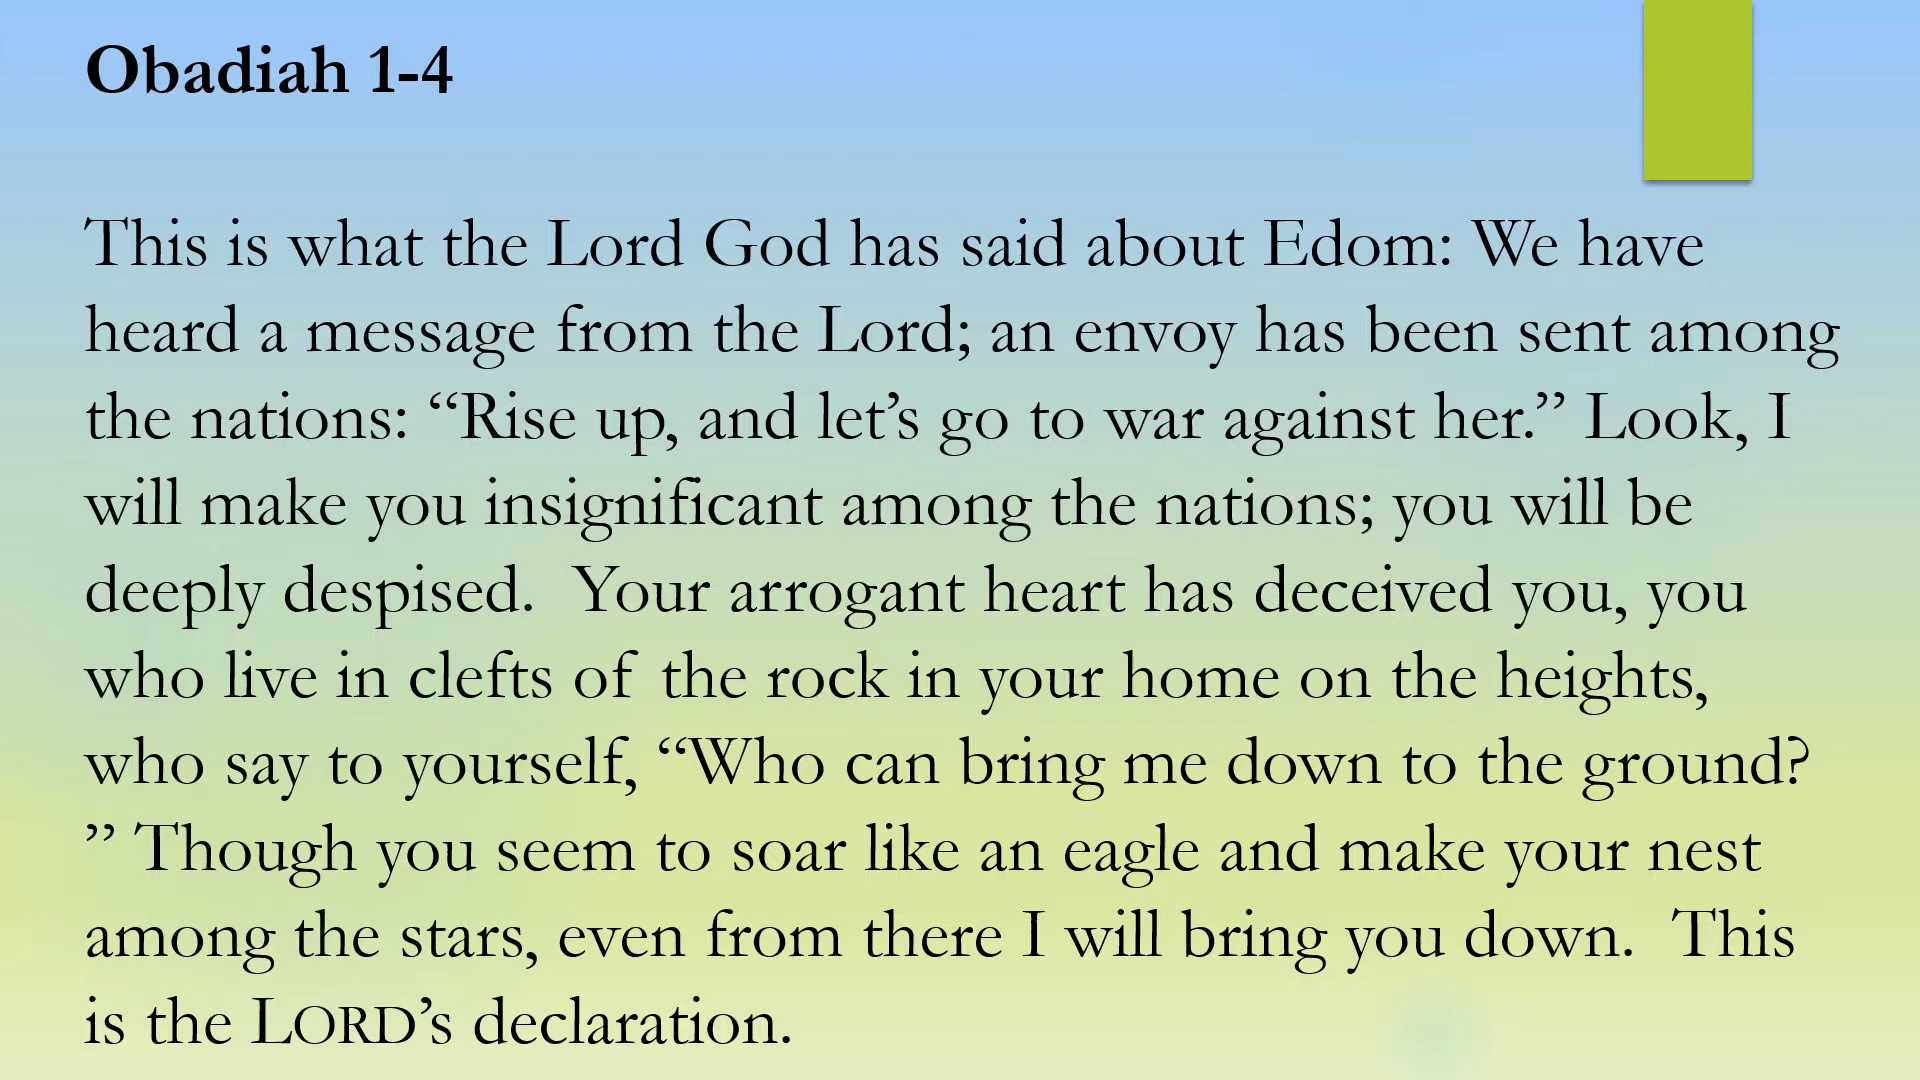 Obadiah 1-4
This is what the Lord God has said about Edom: We have
heard a message from the Lord; an envoy has been sent among
the nations: “Rise up, and let’s go to war against her.” Look, I
will make you insignificant among the nations; you will be
deeply despised.  Your arrogant heart has deceived you, you
who live in clefts of the rock in your home on the heights,
who say to yourself, “Who can bring me down to the ground?
” Though you seem to soar like an eagle and make your nest
among the stars, even from there I will bring you down.  This
is the LORD’s declaration.